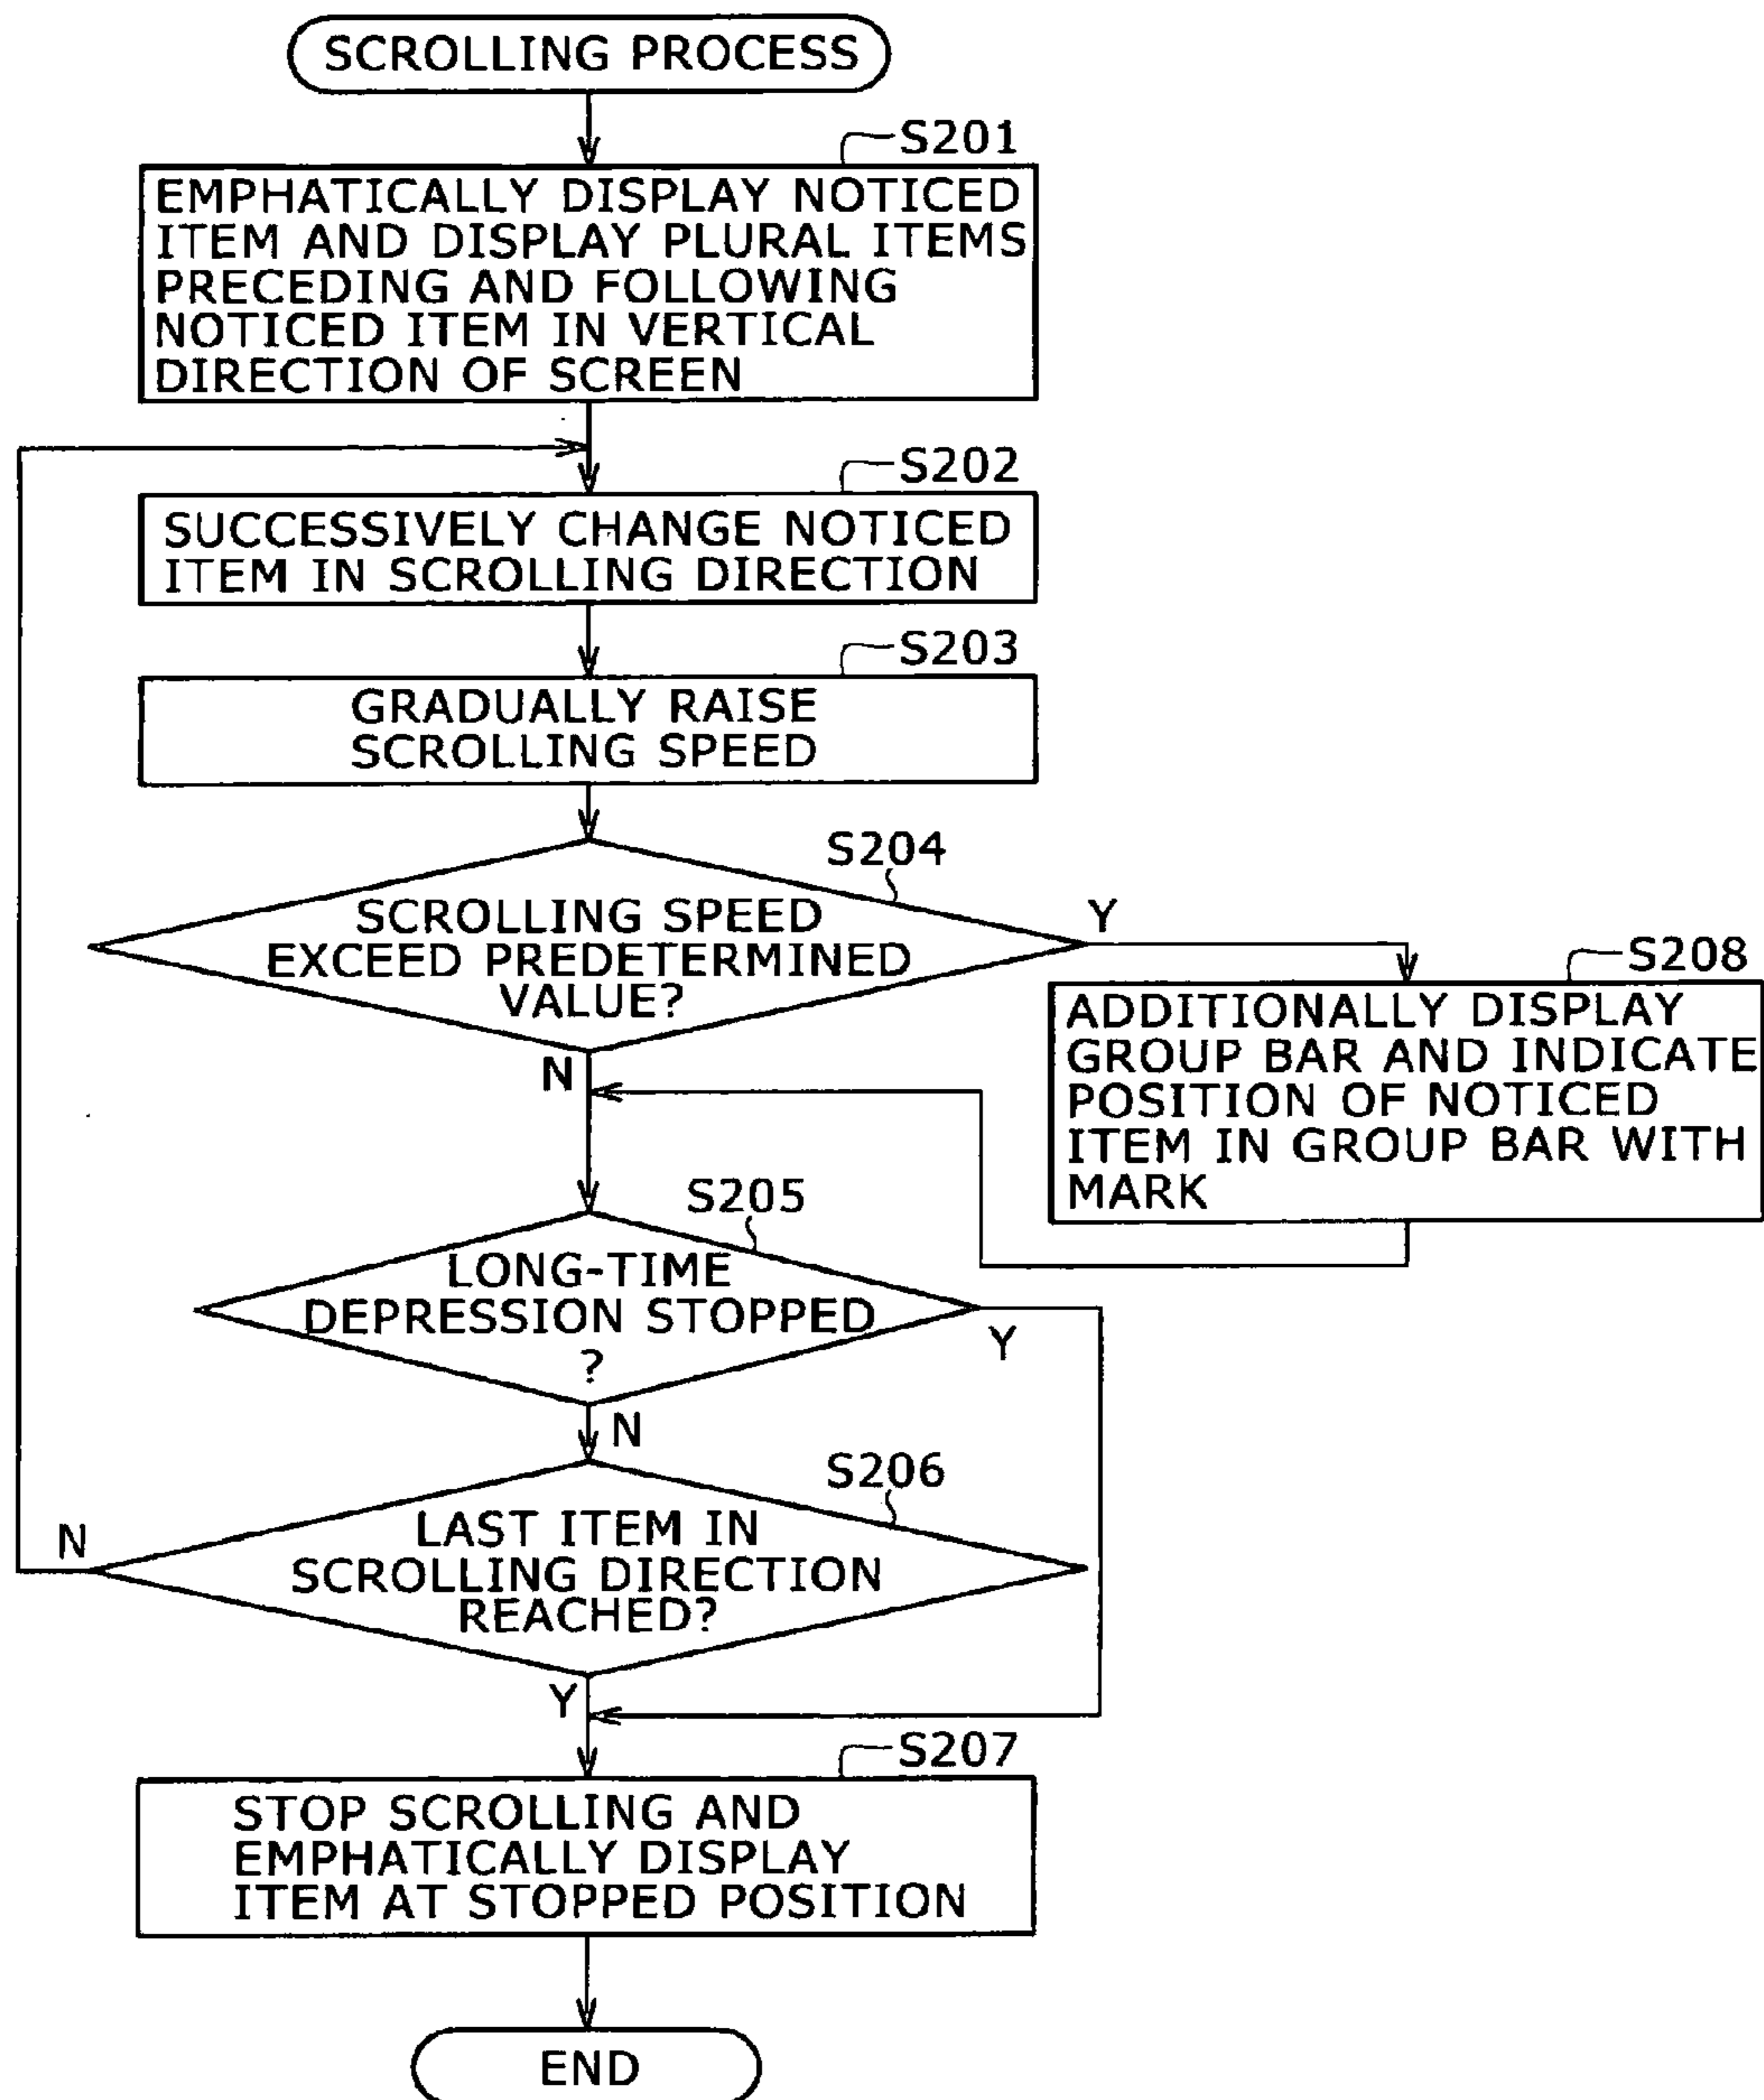 SCROLLING PROCESS
S201
EMPHATICALLY DISPLAY NOTICED
ITEM AND DISPLAY PLURAL ITEMS
PRECEDING AND FOLLOWING
NOTICED ITEM IN VERTICAL
DIRECTION OF SCREEN
S202
SUCCESSIVELY CHANGE NOTICED
ITEM IN SCROLLING DIRECTION
S203
GRADUALLY RAISE
SCROLLING SPEED
S204
SCROLLING SPEED
EXCEED PREDETERMINED
VALUE?
Y
N
S208
ADDITIONALLY DISPLAY
GROUP BAR AND INDICATE
POSITION OF NOTICED
ITEM IN GROUP BAR WITH
MARK
S205
LONG-TIME
DEPRESSION STOPPED
?
Y
N
S206
LAST ITEM IN
SCROLLING DIRECTION
REACHED?
N
Y
S207
STOP SCROLLING AND
EMPHATICALLY DISPLAY
ITEM AT STOPPED POSITION
END